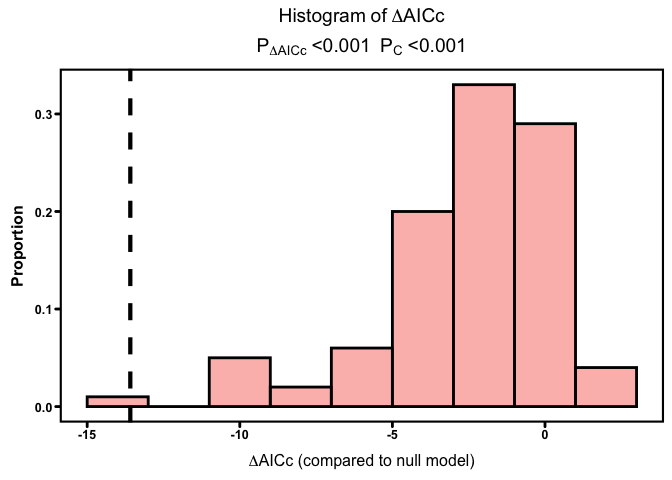 Histogram of ΔAICc
PΔAICc <0.001 PC <0.001
Proportion
0.3
0.2
0.1
0.0
-15 -10 -5 0
ΔAICc (compared to null model)